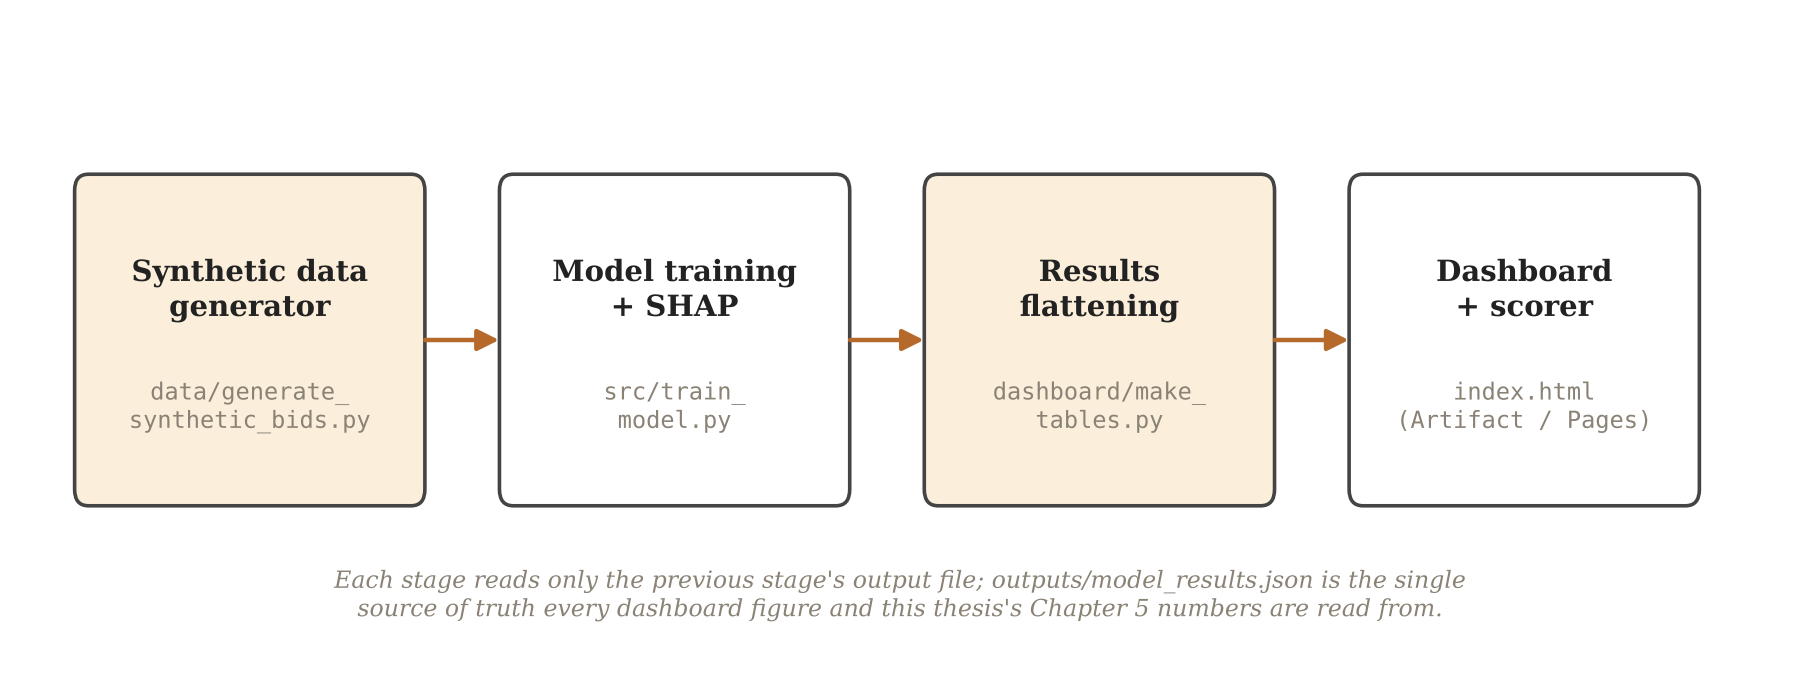 Synthetic data
generator
data/generate_
synthetic_bids.py
Model training
+ SHAP
src/train_
model.py
Results
flattening
dashboard/make_
tables.py
Dashboard
+ scorer
index.html
(Artifact / Pages)
Each stage reads only the previous stage's output file; outputs/model_results.json is the single
source of truth every dashboard figure and this thesis's Chapter 5 numbers are read from.